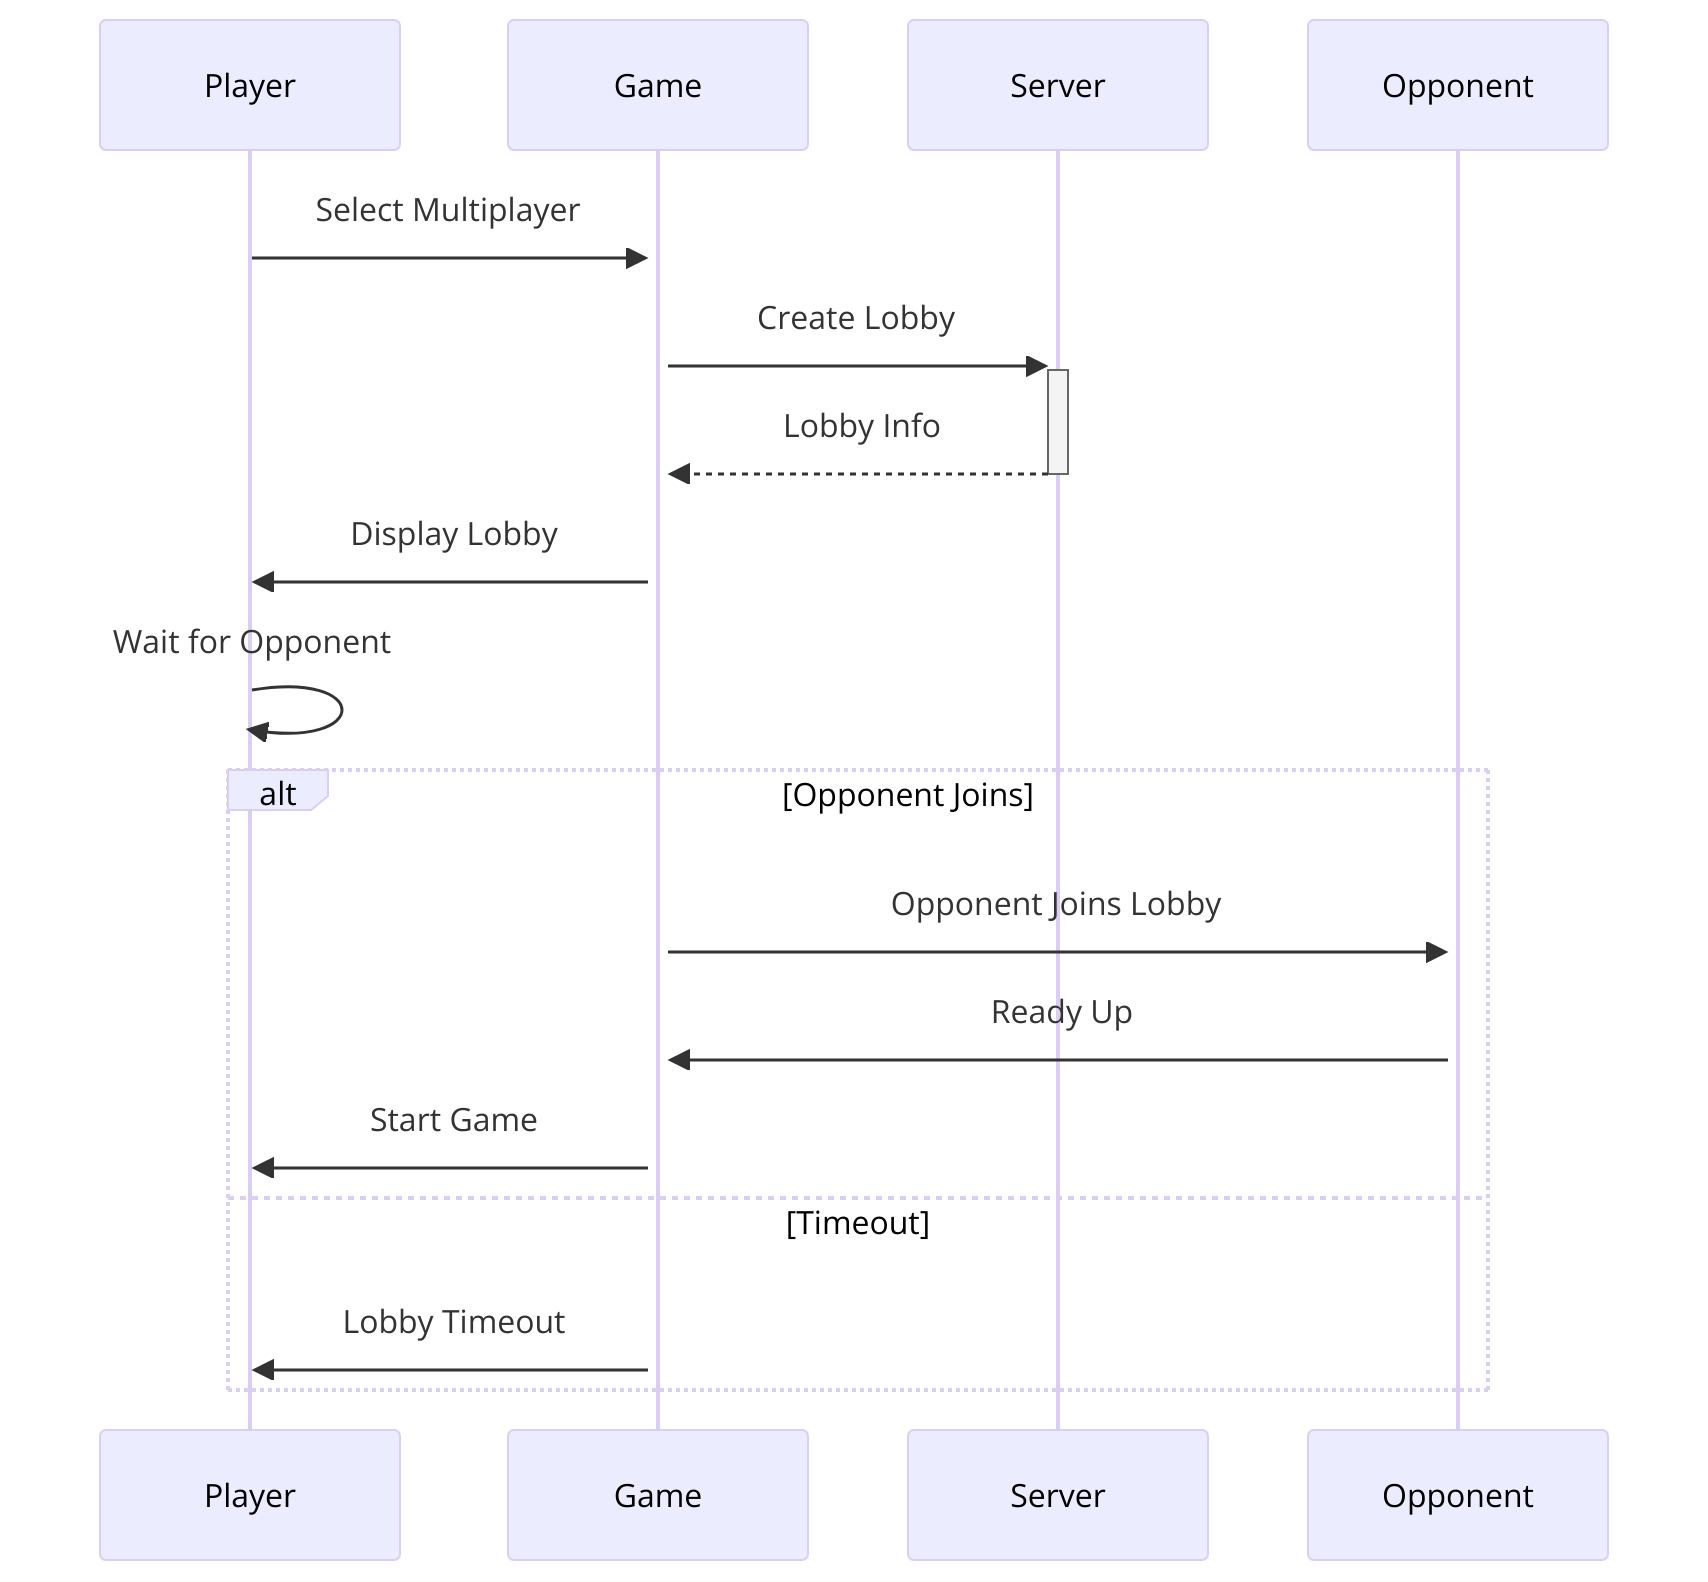 Player
Game
Server
Opponent
Select Multiplayer
Create Lobby
Lobby Info
Display Lobby
Wait for Opponent
alt
[Opponent Joins]
Opponent Joins Lobby
Ready Up
Start Game
[Timeout]
Lobby Timeout
Player
Game
Server
Opponent